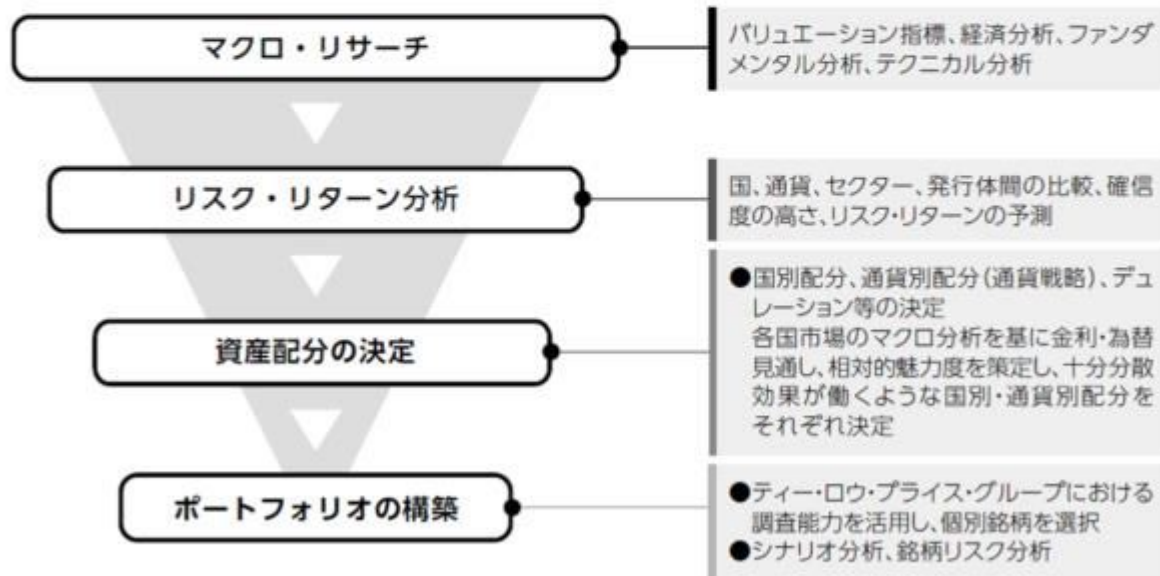 マクロ・リサーチ
バリュエーション指標、経済分析、ファンダ
メンタル分析、テクニカル分析
リスク・リターン分析
国、通貨、セクター、発行体間の比較、確信
度の高さ、リスク・リターンの予測
資産配分の決定
●国別配分、通貨別配分(通貨戦略)、デュ
レーション等の決定
各国市場のマクロ分析を基に金利・為替
見通し、相対的魅力度を策定し、十分分散
効果が働くような国別・通貨別配分を
それぞれ決定
ポートフォリオの構築
●ティー・ロウ・プライス・グループにおける
調査能力を活用し、個別銘柄を選択
●シナリオ分析、銘柄リスク分析